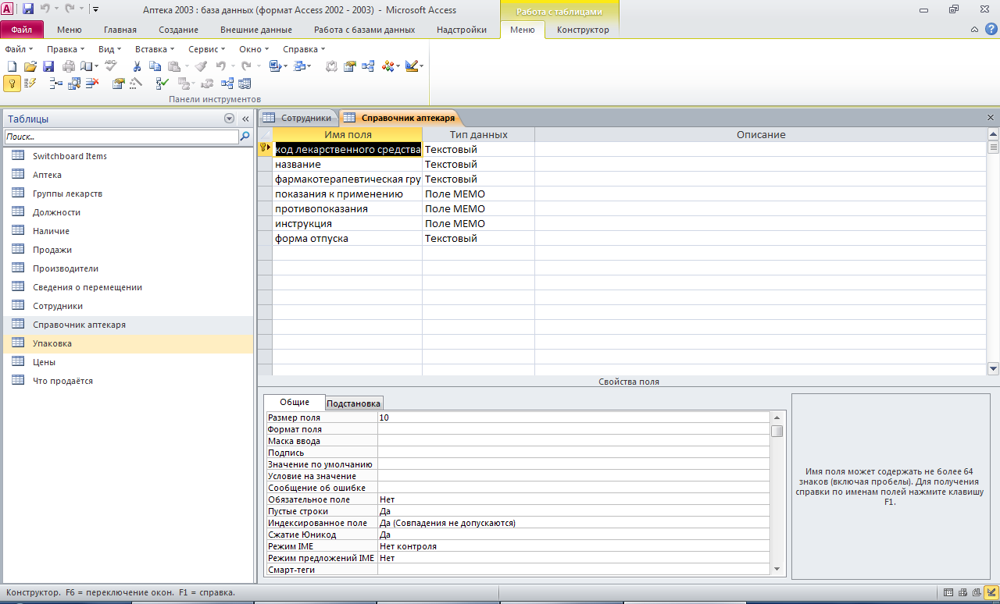 Аптека 2003 : база данных (формат Access 2002 - 2003) - Microsoft Access
Работа с таблицами
Файл Меню Главная Создание Внешние данные Работа с базами данных Надстройки Меню Конструктор
Файл Правка Вид Вставка Сервис Окно Справка
Панели инструментов
Таблицы
Поиск...
Switchboard Items
Аптека
Группы лекарств
Должности
Наличие
Продажи
Производители
Сведения о перемещении
Сотрудники
Справочник аптекаря
Упаковка
Цены
Что продаётся
Сотрудники Справочник аптекаря
Имя поля Тип данных Описание
код лекарственного средства Текстовый
название Текстовый
фармакотерапевтическая гру Текстовый
показания к применению Поле МЕМО
противопоказания Поле МЕМО
инструкция Поле МЕМО
форма отпуска Текстовый
Свойства поля
Общие Подстановка
Размер поля 10
Формат поля
Маска ввода
Подпись
Значение по умолчанию
Условие на значение
Сообщение об ошибке
Обязательное поле Нет
Пустые строки Да
Индексированное поле Да (Совпадения не допускаются)
Сжатие Юникод Да
Режим IME Нет контроля
Режим предложений IME Нет
Смарт-теги
Имя поля может содержать не более 64
знаков (включая пробелы). Для получения
справки по именам полей нажмите клавишу
F1.
Конструктор. F6 = переключение окон. F1 = справка.